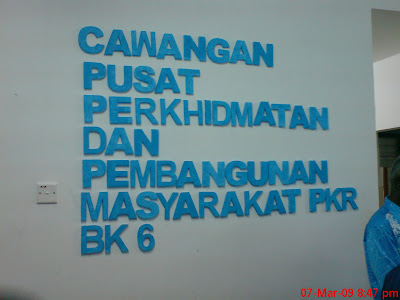 CAWANGAN
PUSAT
PERKHIDMATAN
DAN
PEMBANGUNAN
MASYARAKAT PKR
BK 6
07 Mar 09 8:47 pm